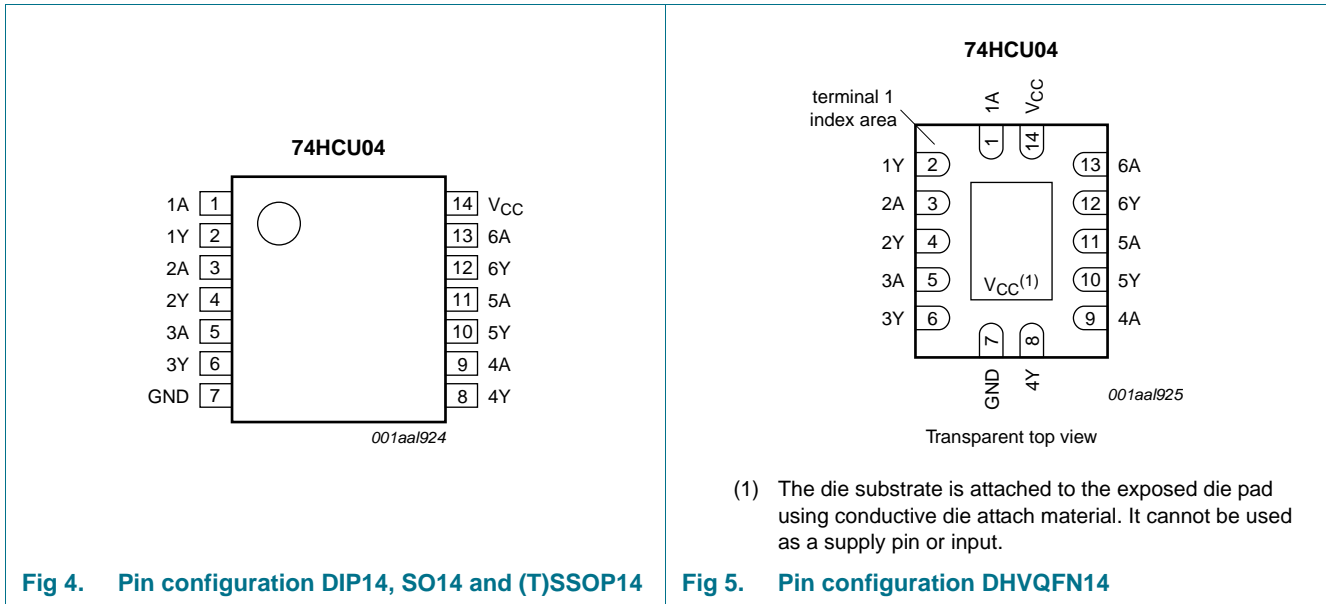 74HCU04
1A 1
1Y 2
2A 3
2Y 4
3A 5
3Y 6
GND 7
14 VCC
13 6A
12 6Y
11 5A
10 5Y
9 4A
8 4Y
001aal924
Fig 4. Pin configuration DIP14, SO14 and (T)SSOP14
74HCU04
terminal 1
index area
1A
VCC
1
14
1Y 2
2A 3
2Y 4
3A 5
3Y 6
13 6A
12 6Y
11 5A
10 5Y
9 4A
VCC(1)
7
8
GND
4Y
001aal925
Transparent top view
(1) The die substrate is attached to the exposed die pad
using conductive die attach material. It cannot be used
as a supply pin or input.
Fig 5. Pin configuration DHVQFN14